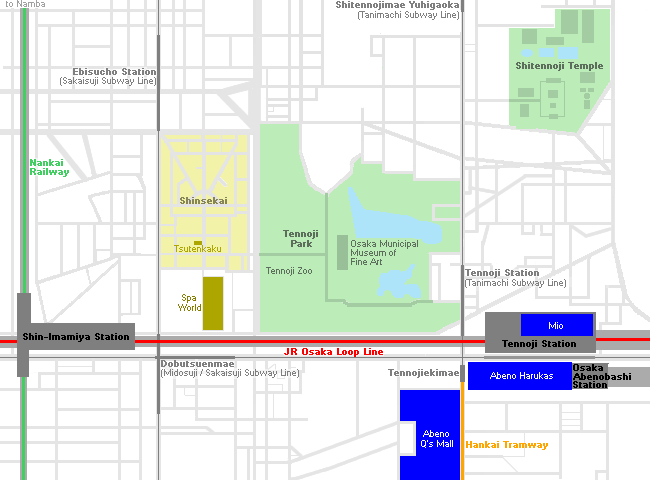 to Namba
Shitennojimae Yuhigaoka
(Tanimachi Subway Line)
Ebisucho Station
(Sakaisuji Subway Line)
Shitennoji Temple
Nankai
Railway
Shinsekai
Tennoji
Park
Tsutenkaku
Osaka Municipal
Museum of
Fine Art
Tennoji Zoo
Tennoji Station
(Tanimachi Subway Line)
Spa
World
Mio
Shin-Imamiya Station
Tennoji Station
JR Osaka Loop Line
Dobutsuenmae
(Midosuji / Sakaisuji Subway Line)
Tennojiekimae
Abeno Harukas
Osaka
Abenobashi
Station
Abeno
Q's Mall
Hankai Tramway